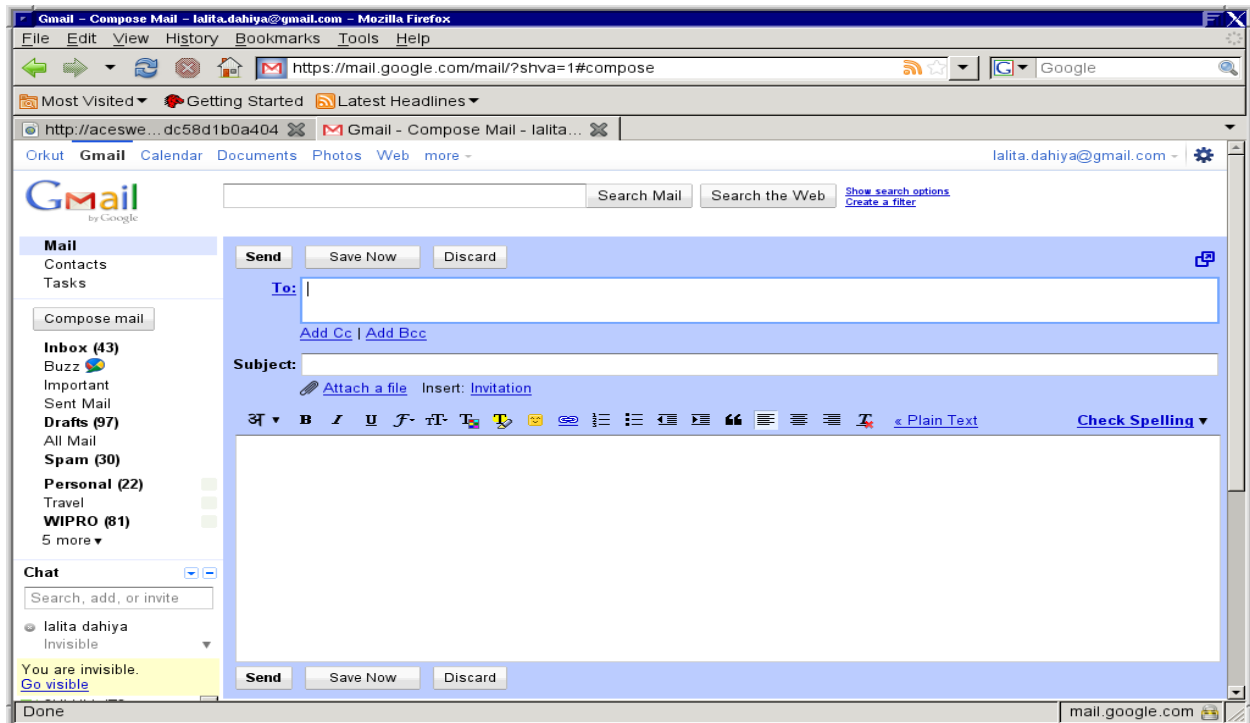 Gmail - Compose Mail - lalita.dahiya@gmail.com - Mozilla Firefox
File Edit View History Bookmarks Tools Help
https://mail.google.com/mail/?shva=1#compose
G Google
Most Visited Getting Started Latest Headlines
http://aceswe...dc58d1b0a404 Gmail - Compose Mail - lalita...
Orkut Gmail Calendar Documents Photos Web more lalita.dahiya@gmail.com
Gmail
by Google
Search Mail Search the Web
Show search options
Create a filter
Mail
Contacts
Tasks
Compose mail
Inbox (43)
Buzz
Important
Sent Mail
Drafts (97)
All Mail
Spam (30)
Personal (22)
Travel
WIPRO (81)
5 more
Chat
Search, add, or invite
lalita dahiya
Invisible
You are invisible.
Go visible
Send Save Now Discard
To:
Add Cc | Add Bcc
Subject:
Attach a file Insert: Invitation
अ B I U F T T T T « Plain Text Check Spelling
Send Save Now Discard
Done mail.google.com